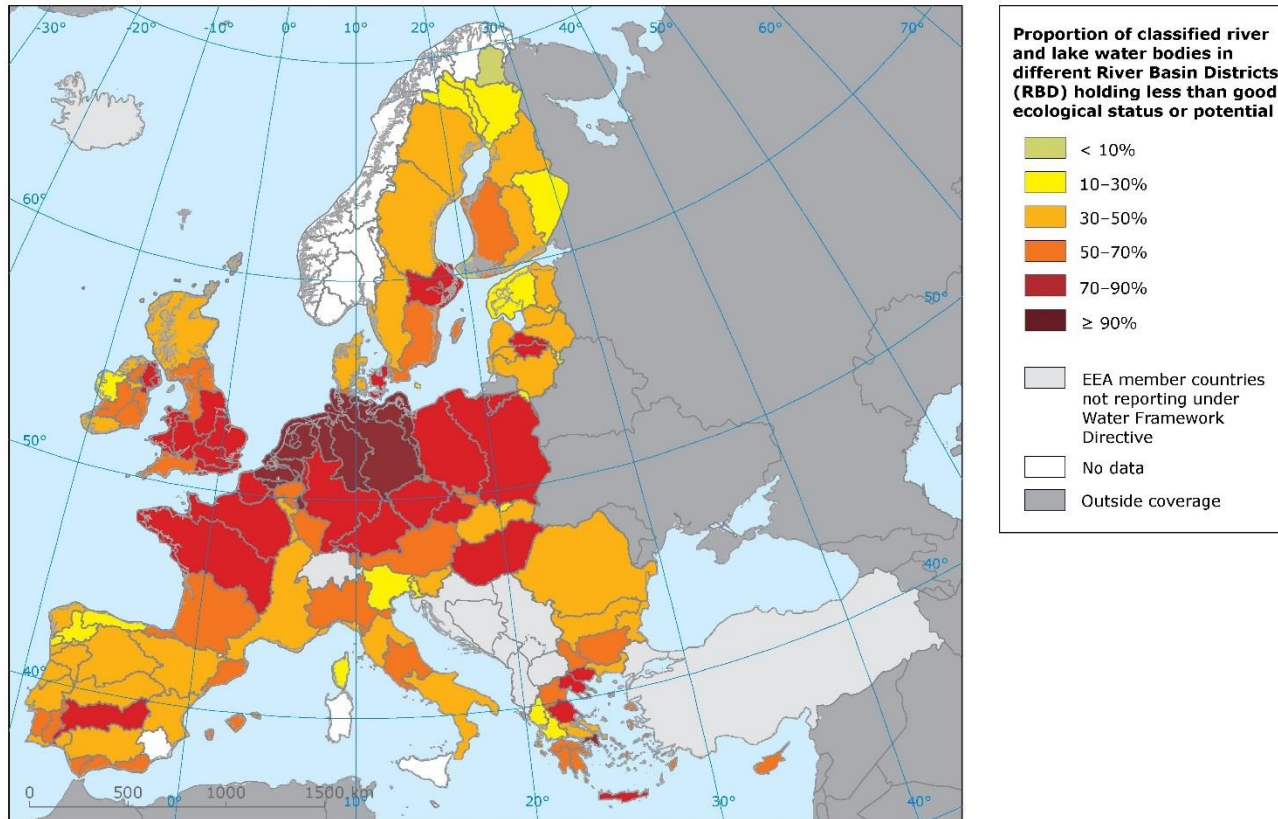 -30°
-20°
-10°
0°
10°
20°
30°
40°
50°
60°
70°
60°
50°
50°
40°
40°
0
500
1000
1500 km
0°
10°
20°
30°
40°
Proportion of classified river
and lake water bodies in
different River Basin Districts
(RBD) holding less than good
ecological status or potential
< 10%
10–30%
30–50%
50–70%
70–90%
≥ 90%
EEA member countries
not reporting under
Water Framework
Directive
No data
Outside coverage